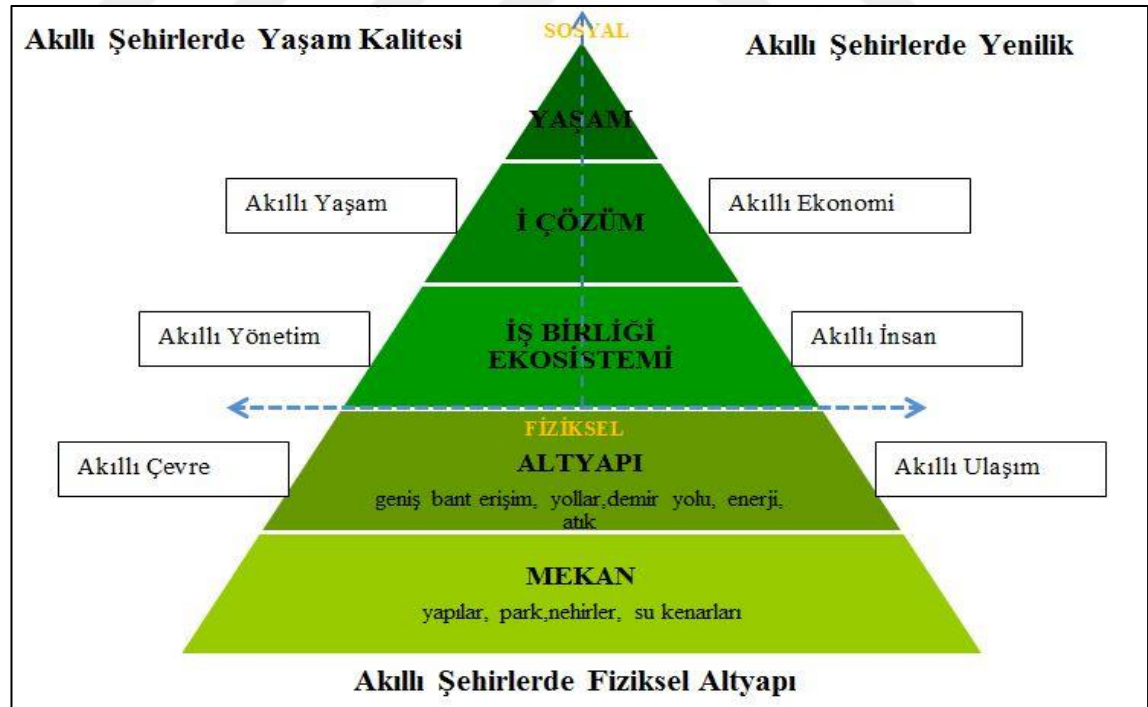 Akıllı Şehirlerde Yaşam Kalitesi
SOSYAL
Akıllı Şehirlerde Yenilik
YAŞAM
Akıllı Yaşam
İ ÇÖZÜM
Akıllı Ekonomi
Akıllı Yönetim
İŞ BİRLİĞİ
EKOSİSTEMİ
Akıllı İnsan
FİZİKSEL
Akıllı Çevre
ALTYAPI
Akıllı Ulaşım
geniş bant erişim, yollar,demir yolu, enerji,
atık
MEKAN
yapılar, park,nehirler, su kenarları
Akıllı Şehirlerde Fiziksel Altyapı